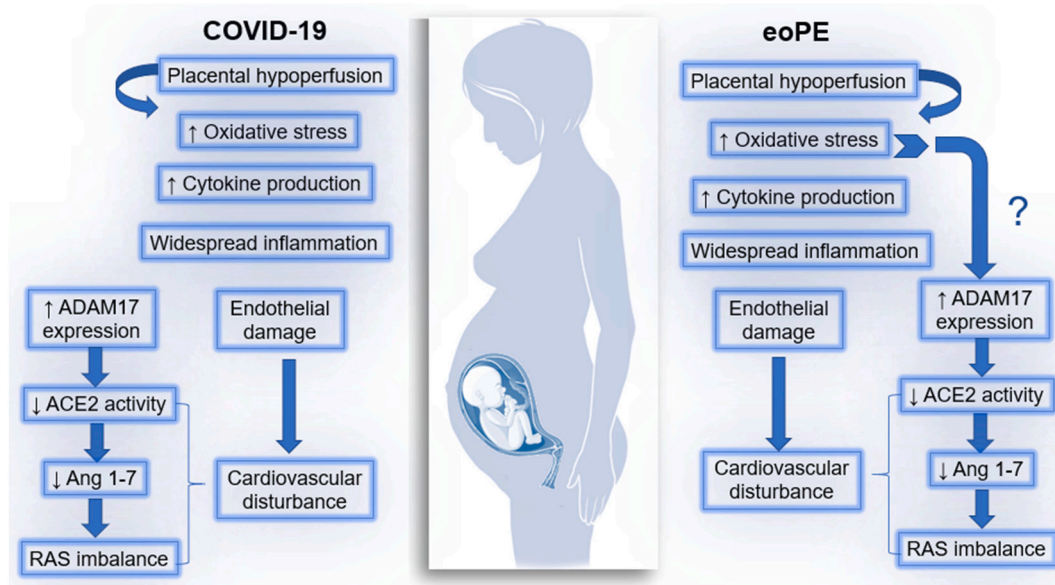 COVID-19
Placental hypoperfusion
↑ Oxidative stress
↑ Cytokine production
Widespread inflammation
↑ ADAM17
expression
↓ ACE2 activity
↓ Ang 1-7
RAS imbalance
Endothelial
damage
Cardiovascular
disturbance
eoPE
Placental hypoperfusion
↑ Oxidative stress
?
↑ Cytokine production
Widespread inflammation
Endothelial
damage
Cardiovascular
disturbance
↑ ADAM17
expression
↓ ACE2 activity
↓ Ang 1-7
RAS imbalance